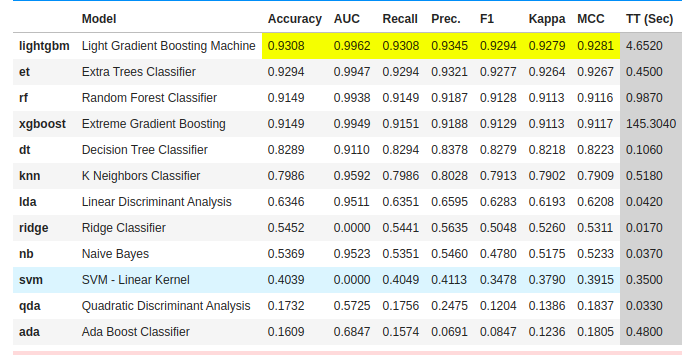 Model Accuracy AUC Recall Prec. F1 Kappa MCC TT (Sec)
lightgbm Light Gradient Boosting Machine 0.9308 0.9962 0.9308 0.9345 0.9294 0.9279 0.9281 4.6520
et Extra Trees Classifier 0.9294 0.9947 0.9294 0.9321 0.9277 0.9264 0.9267 0.4500
rf Random Forest Classifier 0.9149 0.9938 0.9149 0.9187 0.9128 0.9113 0.9116 0.9870
xgboost Extreme Gradient Boosting 0.9149 0.9949 0.9151 0.9188 0.9129 0.9113 0.9117 145.3040
dt Decision Tree Classifier 0.8289 0.9110 0.8294 0.8378 0.8279 0.8218 0.8223 0.1060
knn K Neighbors Classifier 0.7986 0.9592 0.7986 0.8028 0.7913 0.7902 0.7909 0.5180
lda Linear Discriminant Analysis 0.6346 0.9511 0.6351 0.6595 0.6283 0.6193 0.6208 0.0420
ridge Ridge Classifier 0.5452 0.0000 0.5441 0.5635 0.5048 0.5260 0.5311 0.0170
nb Naive Bayes 0.5369 0.9523 0.5351 0.5460 0.4780 0.5175 0.5233 0.0370
svm SVM - Linear Kernel 0.4039 0.0000 0.4049 0.4113 0.3478 0.3790 0.3915 0.3500
qda Quadratic Discriminant Analysis 0.1732 0.5725 0.1756 0.2475 0.1204 0.1386 0.1837 0.0330
ada Ada Boost Classifier 0.1609 0.6847 0.1574 0.0691 0.0847 0.1236 0.1805 0.4800